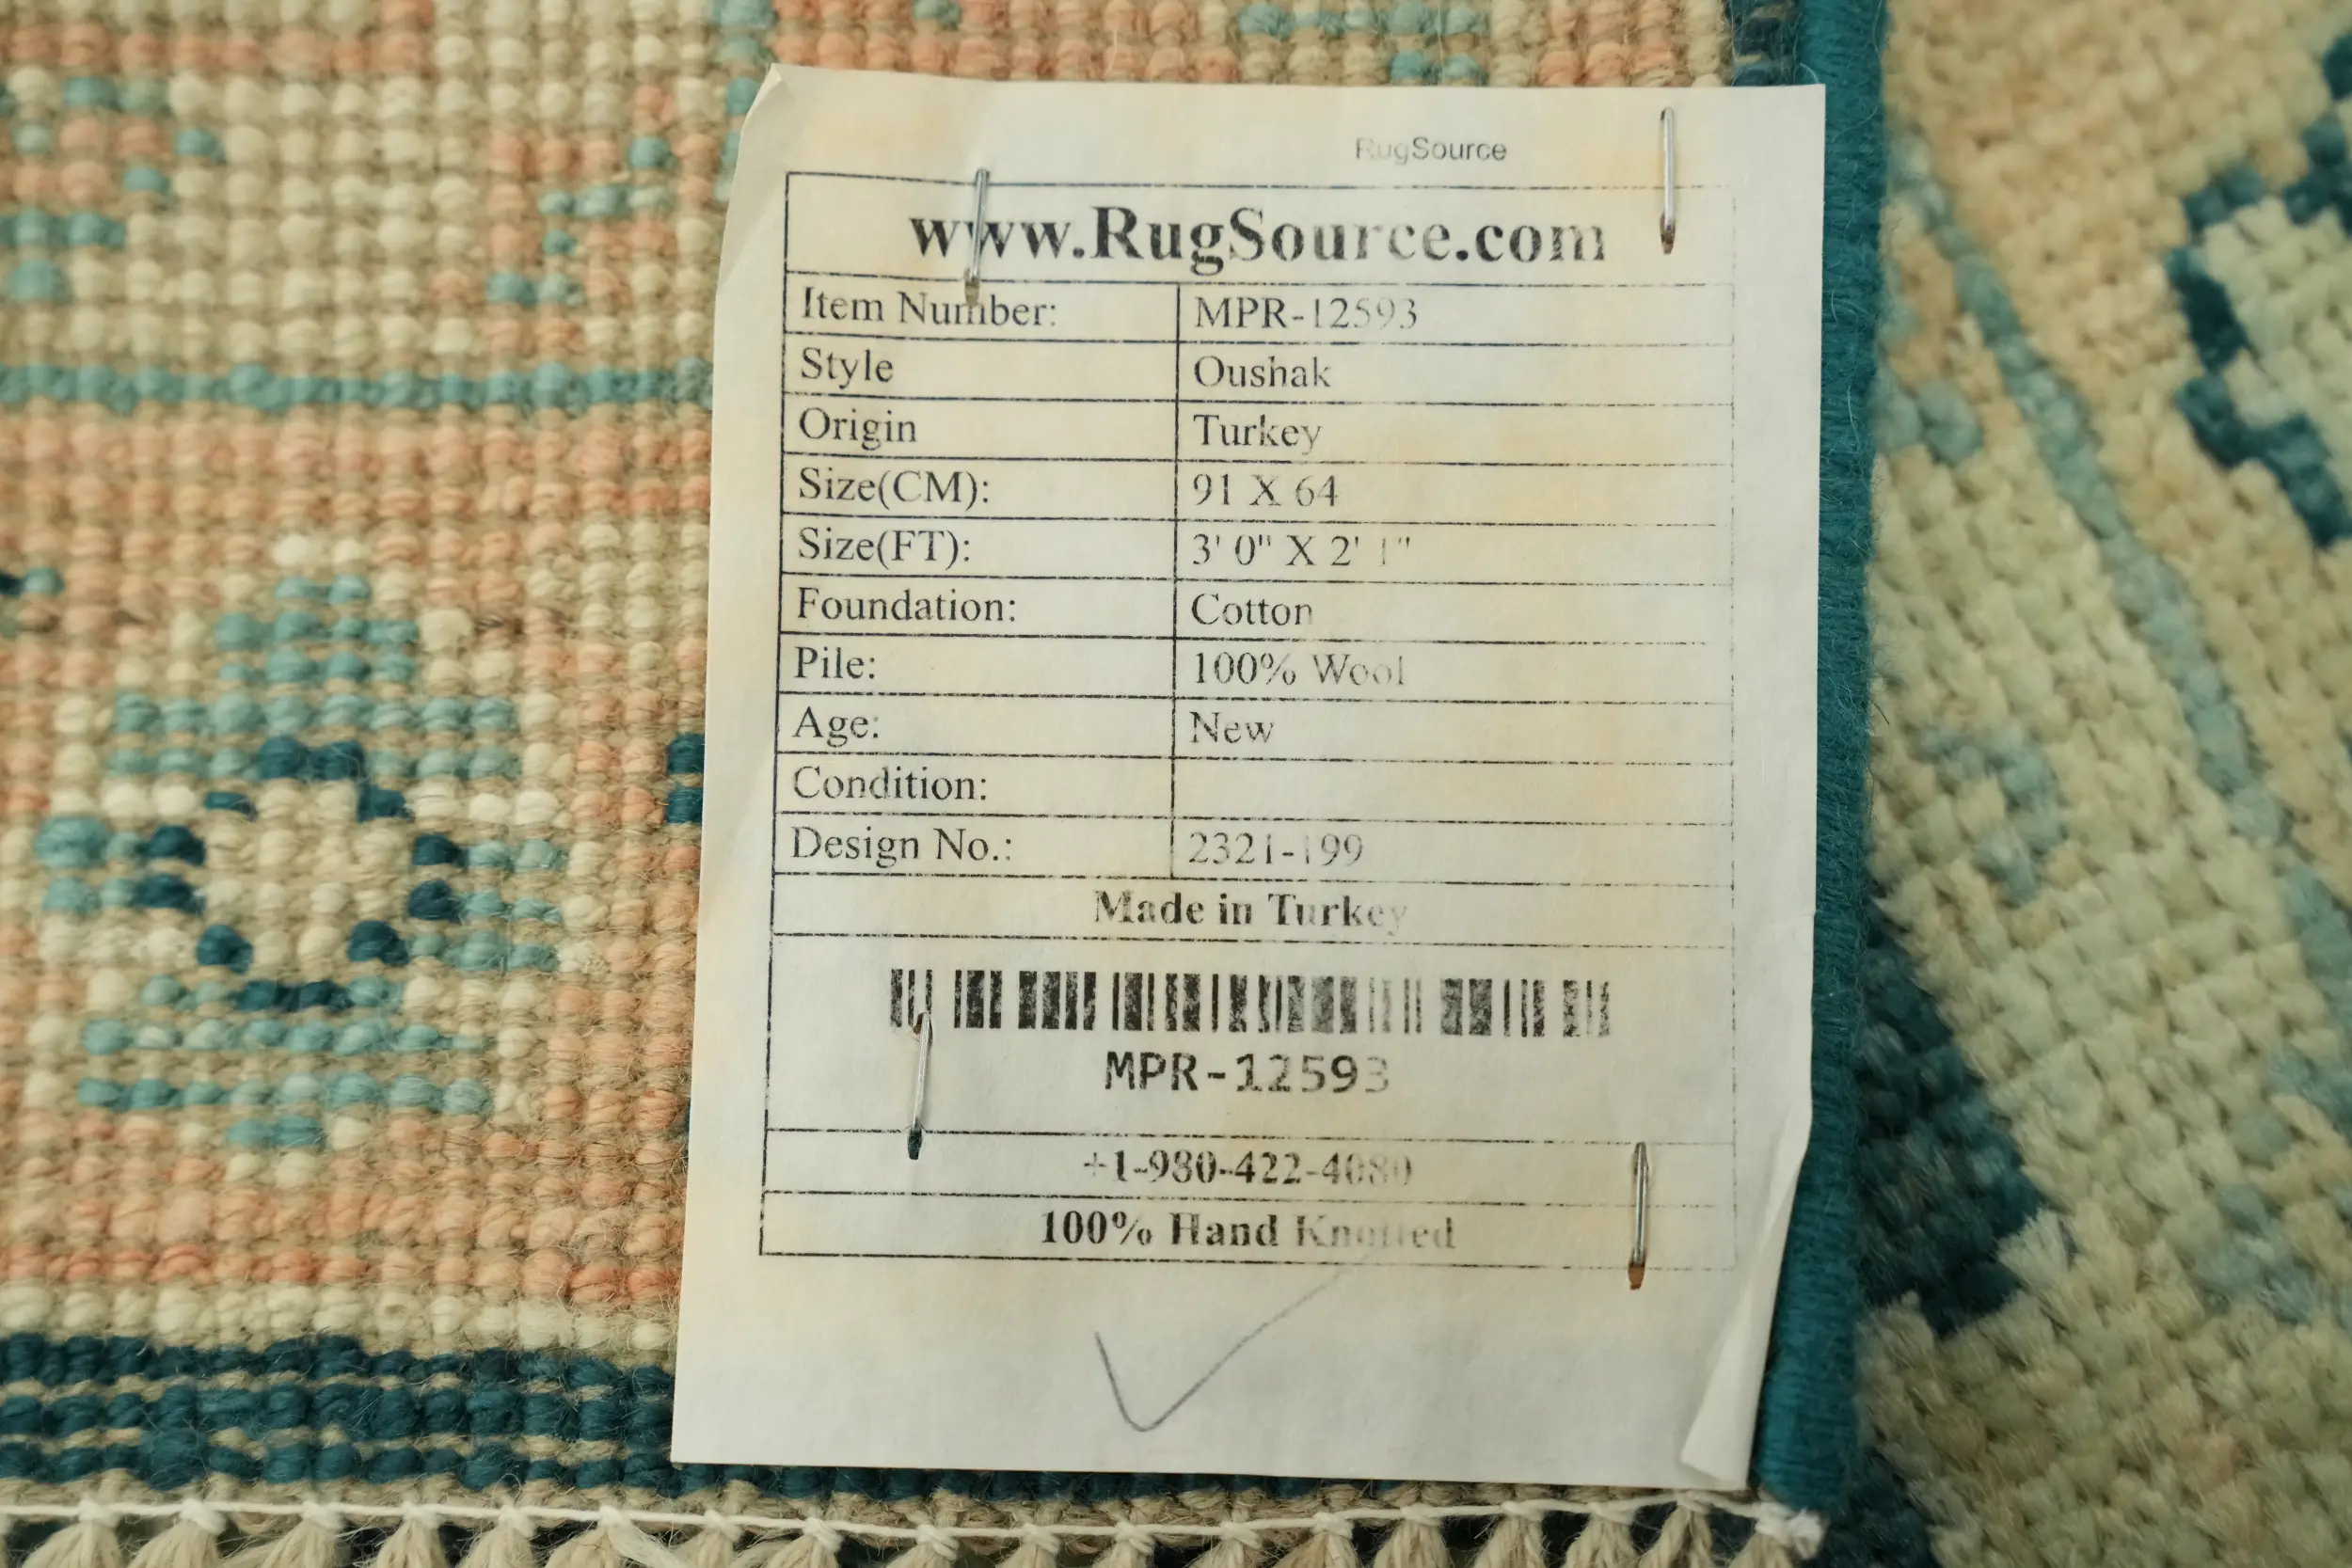 RugSource
www.RugSource.com
Item Number: MPR-12593
Style Oushak
Origin Turkey
Size(CM): 91 X 64
Size(FT): 3' 0" X 2' 1"
Foundation: Cotton
Pile: 100% Wool
Age: New
Condition:
Design No.: 2321-199
Made in Turkey
MPR-12593
+1-980-422-4080
100% Hand Knotted